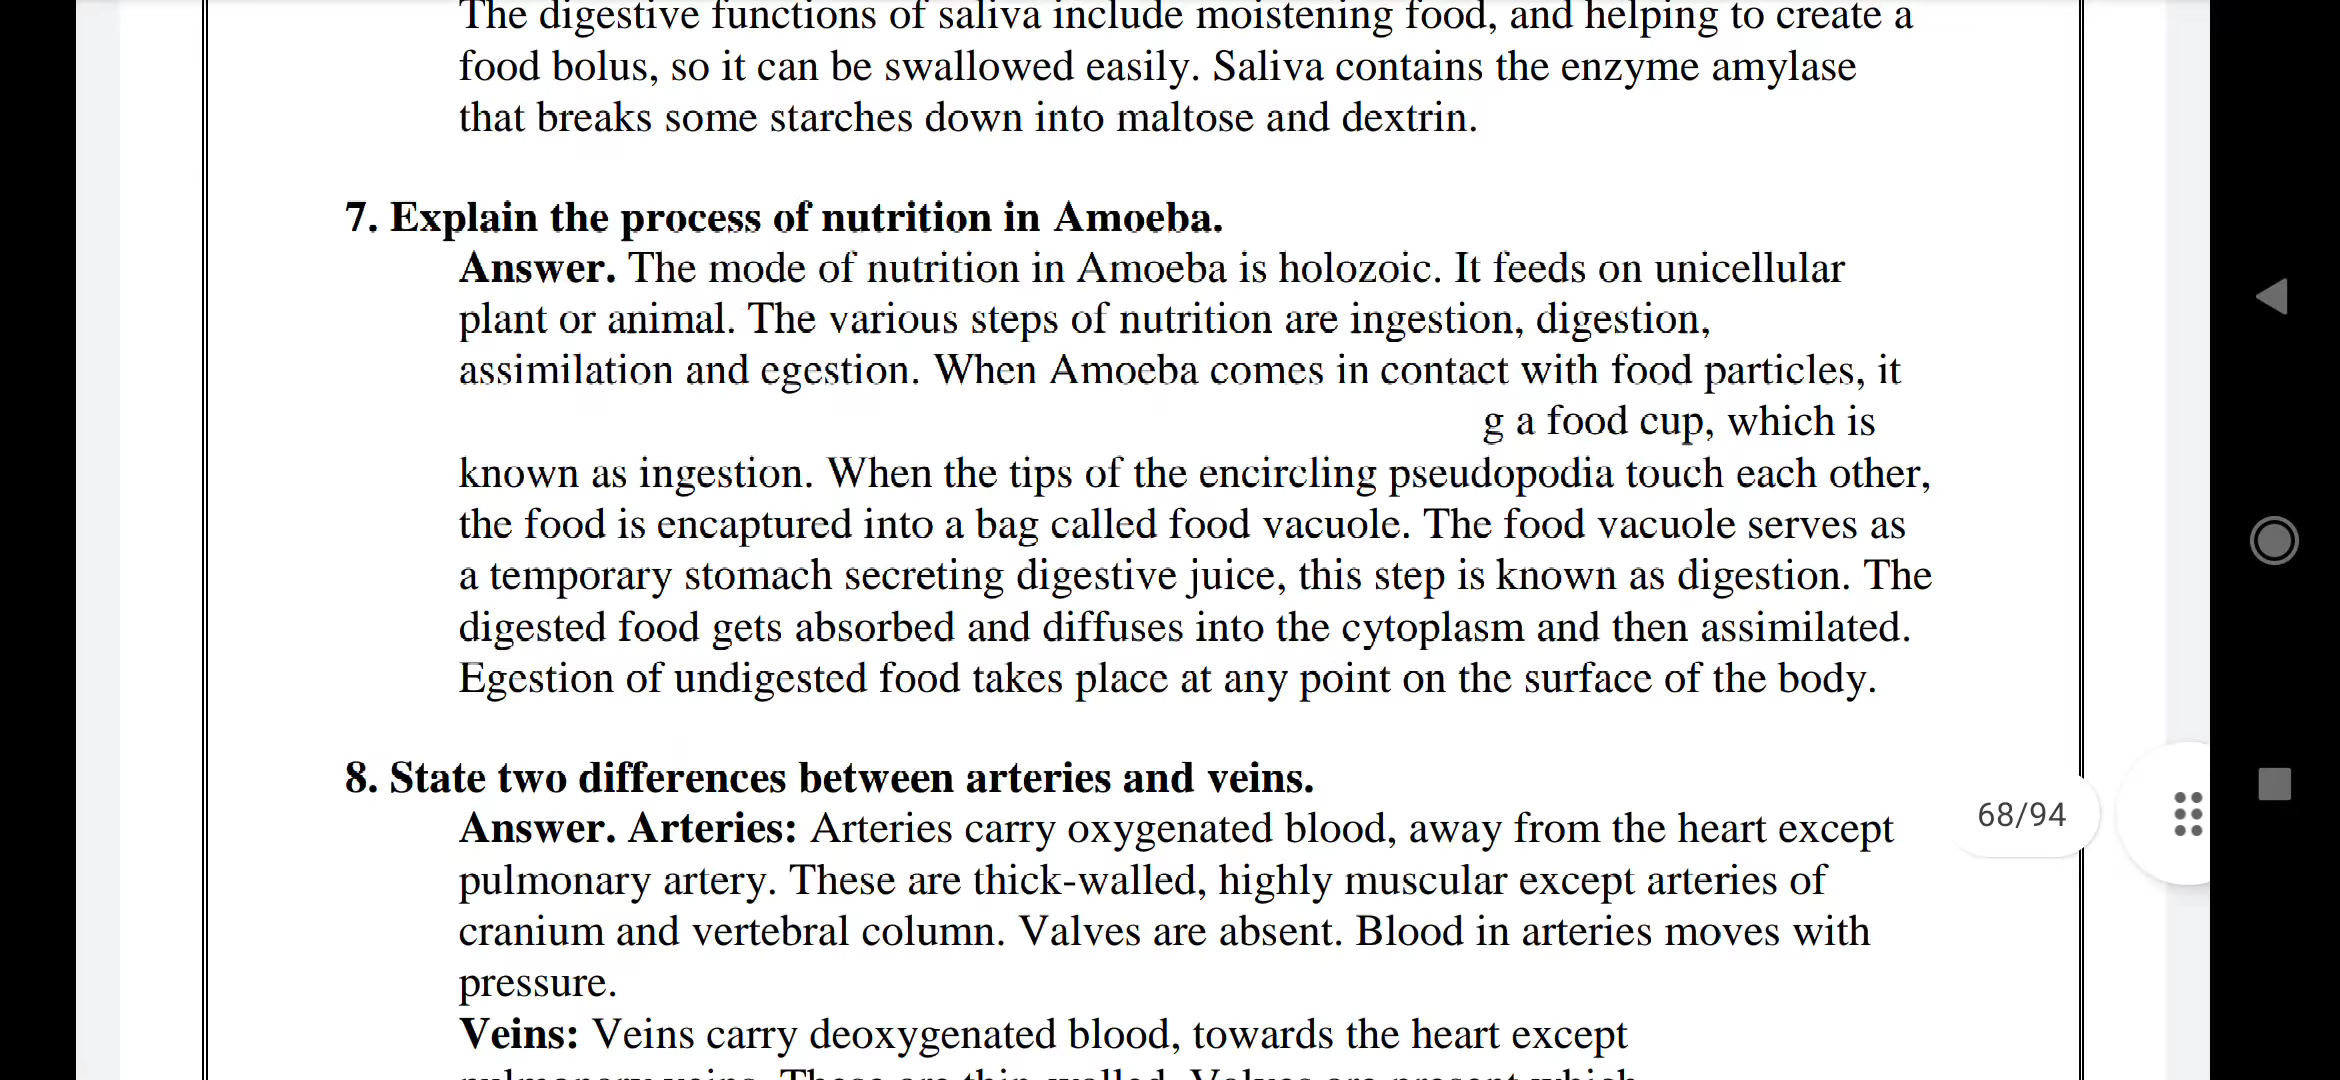 The digestive functions of saliva include moistening food, and helping to create a
food bolus, so it can be swallowed easily. Saliva contains the enzyme amylase
that breaks some starches down into maltose and dextrin.
7. Explain the process of nutrition in Amoeba.
Answer. The mode of nutrition in Amoeba is holozoic. It feeds on unicellular
plant or animal. The various steps of nutrition are ingestion, digestion,
assimilation and egestion. When Amoeba comes in contact with food particles, it
g a food cup, which is
known as ingestion. When the tips of the encircling pseudopodia touch each other,
the food is encaptured into a bag called food vacuole. The food vacuole serves as
a temporary stomach secreting digestive juice, this step is known as digestion. The
digested food gets absorbed and diffuses into the cytoplasm and then assimilated.
Egestion of undigested food takes place at any point on the surface of the body.
8. State two differences between arteries and veins.
Answer. Arteries: Arteries carry oxygenated blood, away from the heart except
pulmonary artery. These are thick-walled, highly muscular except arteries of
cranium and vertebral column. Valves are absent. Blood in arteries moves with
pressure.
Veins: Veins carry deoxygenated blood, towards the heart except
pulmonary veins. These are thin-walled. Valves are present which
68/94